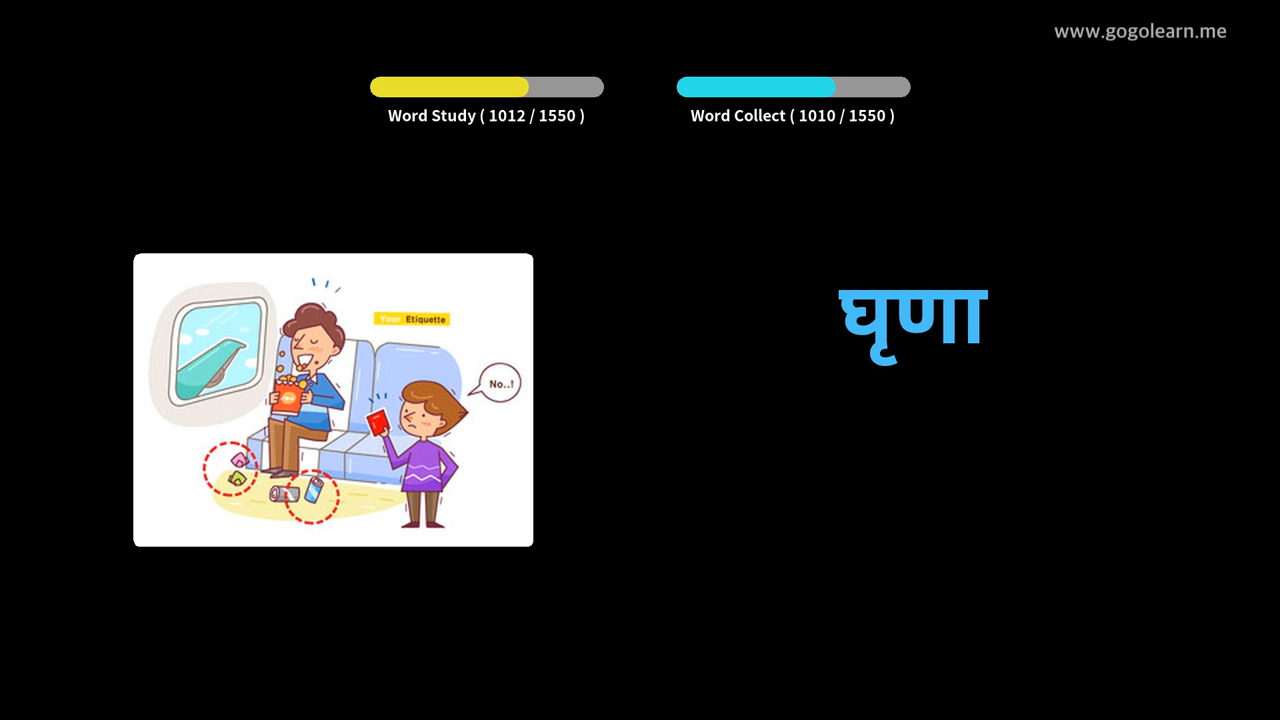 www.gogolearn.me
Word Study ( 1012 / 1550 )
Word Collect ( 1010 / 1550 )
Your Etiquette
No..!
घृणा